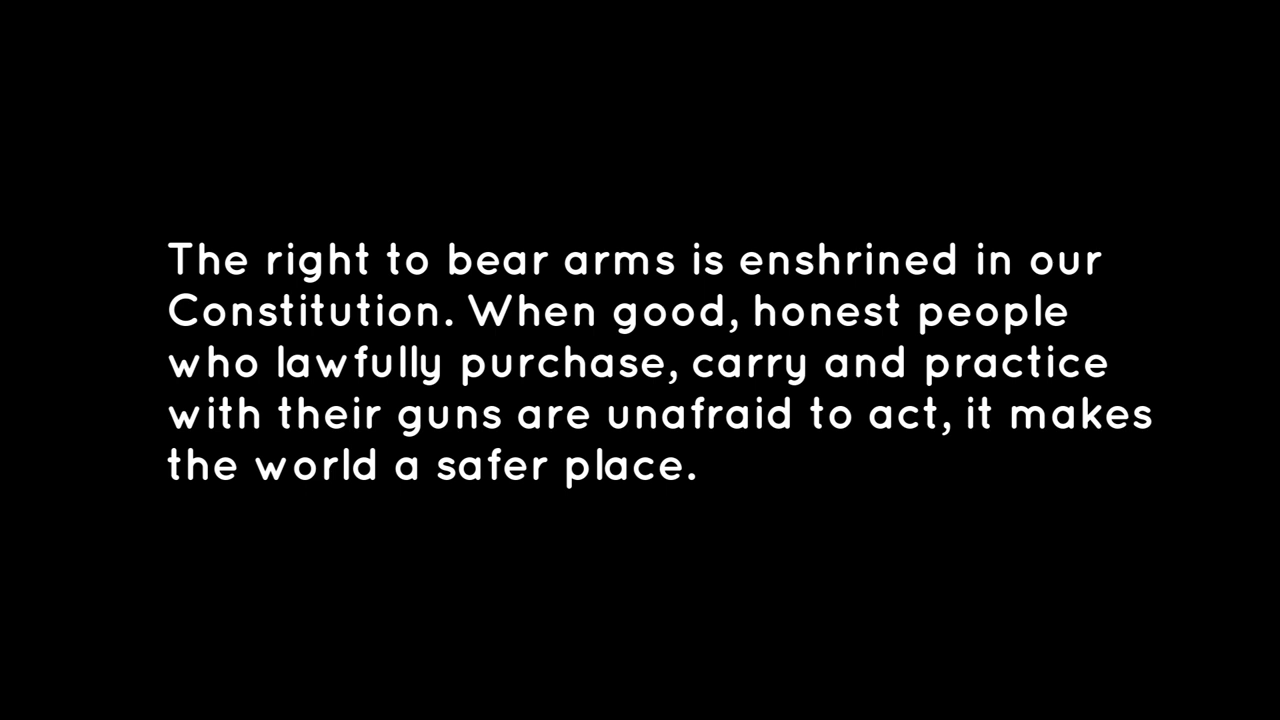 The right to bear arms is enshrined in our
Constitution. When good, honest people
who lawfully purchase, carry and practice
with their guns are unafraid to act, it makes
the world a safer place.